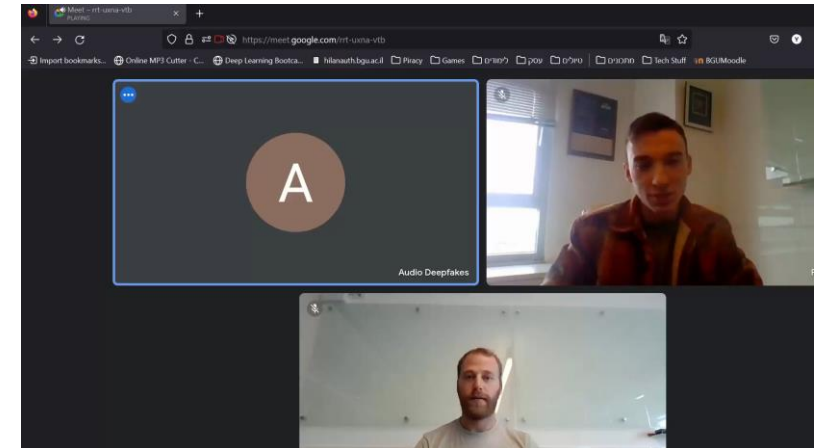 Meet – rrt-uxna-vtb
PLAYING
https://meet.google.com/rrt-uxna-vtb
Import bookmarks... Online MP3 Cutter - C... Deep Learning Bootca... hilanauth.bgu.ac.il Piracy Games לימודים עסק טיולים מתכונים Tech Stuff BGUMoodle
A
Audio Deepfakes